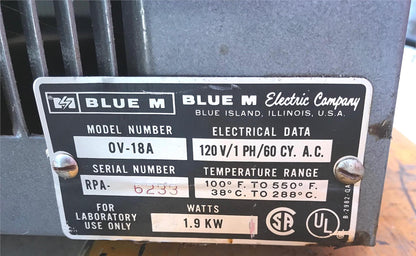 BLUE M BLUE M Electric Company
BLUE ISLAND, ILLINOIS, U.S.A.
MODEL NUMBER ELECTRICAL DATA
OV-18A 120 V/1 PH/60 CY. A.C.
SERIAL NUMBER TEMPERATURE RANGE
RPA- 6233 100° F. TO 550° F.
38° C. TO 288° C.
FOR LABORATORY USE ONLY WATTS
1.9 KW SA UL